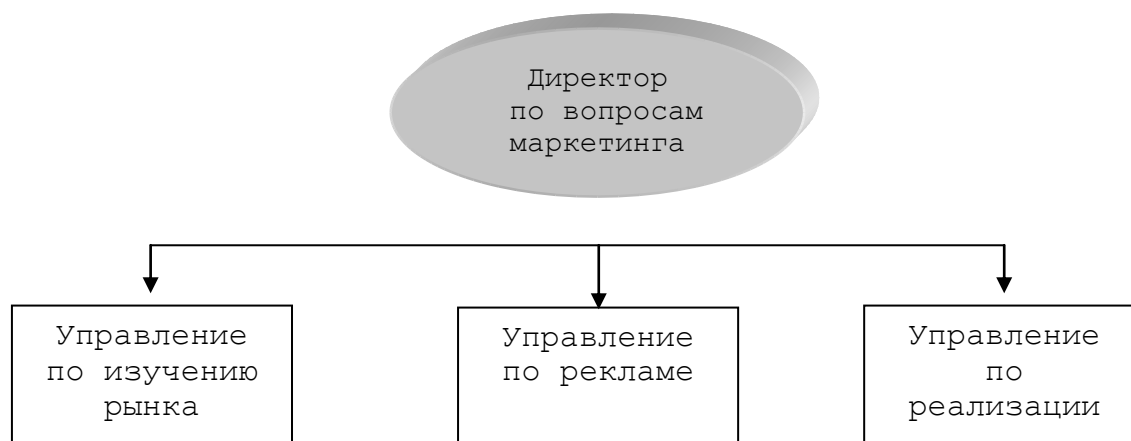 Директор
по вопросам
маркетинга
Управление
по изучению
рынка
Управление
по рекламе
Управление
по
реализации